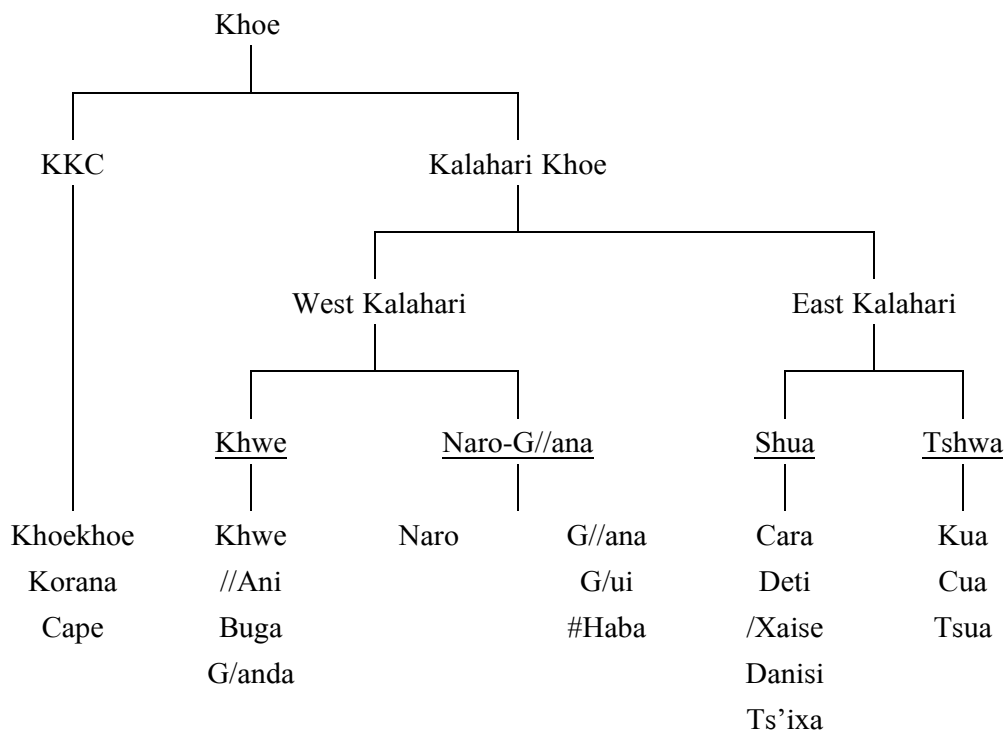 Khoe
KKC Kalahari Khoe
West Kalahari East Kalahari
Khwe Naro-G//ana Shua Tshwa
Khoekhoe Khwe Naro G//ana Cara Kua
Korana //Ani G/ui Deti Cua
Cape Buga #Haba /Xaise Tsua
G/anda Danisi
Ts’ixa